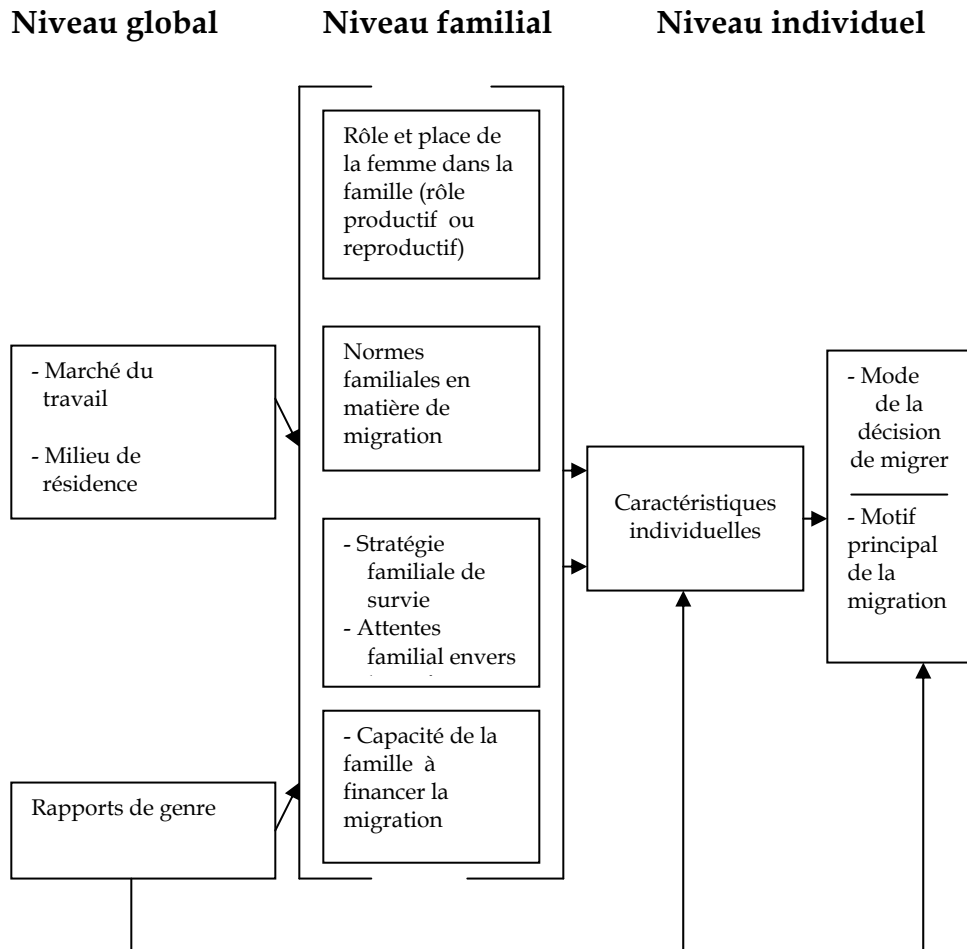 Niveau global
Niveau familial
Niveau individuel
Rôle et place de
la femme dans la
famille (rôle
productif ou
reproductif)
- Marché du
travail
- Milieu de
résidence
Normes
familiales en
matière de
migration
- Stratégie
familiale de
survie
- Attentes
familial envers
- Capacité de la
famille à
financer la
migration
Rapports de genre
Caractéristiques
individuelles
- Mode
de la
décision
de migrer
- Motif
principal
de la
migration